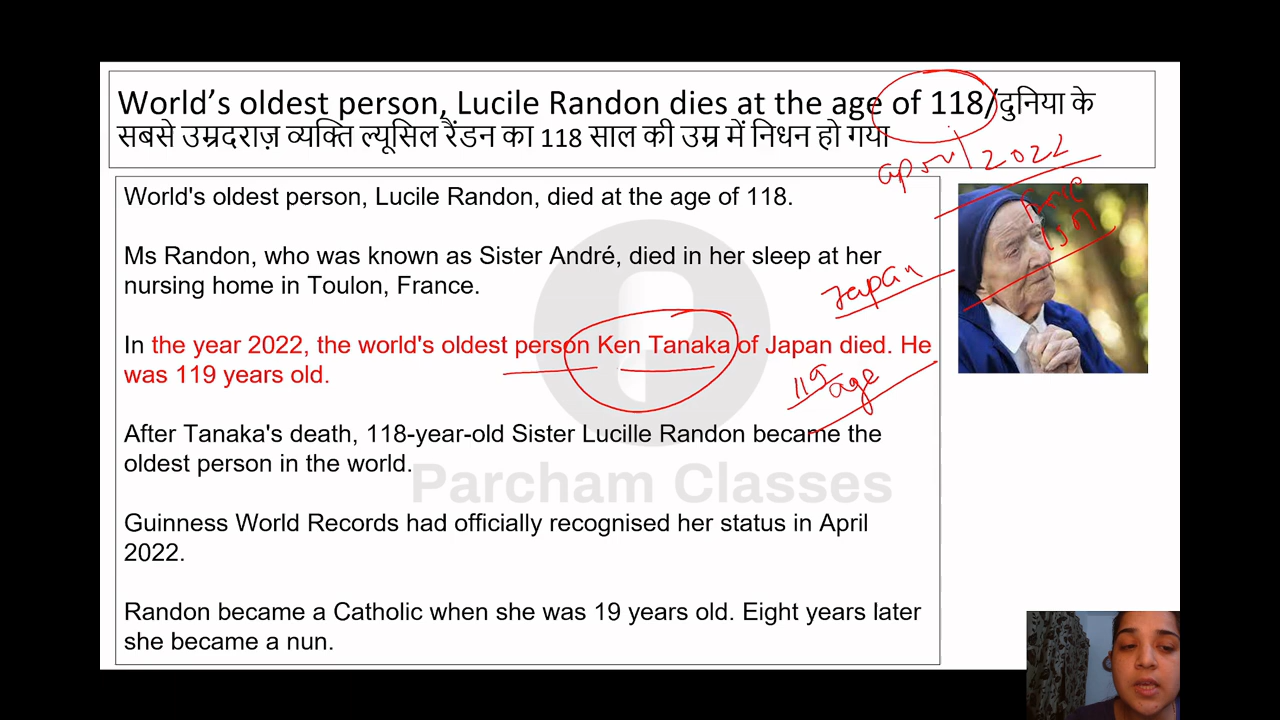 World's oldest person, Lucile Randon dies at the age of 118/दुनिया के
सबसे उम्रदराज़ व्यक्ति ल्यूसिल रैंडन का 118 साल की उम्र में निधन हो गया
April 2022
World's oldest person, Lucile Randon, died at the age of 118.
Ms Randon, who was known as Sister André, died in her sleep at her
nursing home in Toulon, France.
Japan
In the year 2022, the world's oldest person Ken Tanaka of Japan died. He
was 119 years old.
119 age
After Tanaka's death, 118-year-old Sister Lucille Randon became the
oldest person in the world.
Parcham Classes
Guinness World Records had officially recognised her status in April
2022.
Randon became a Catholic when she was 19 years old. Eight years later
she became a nun.